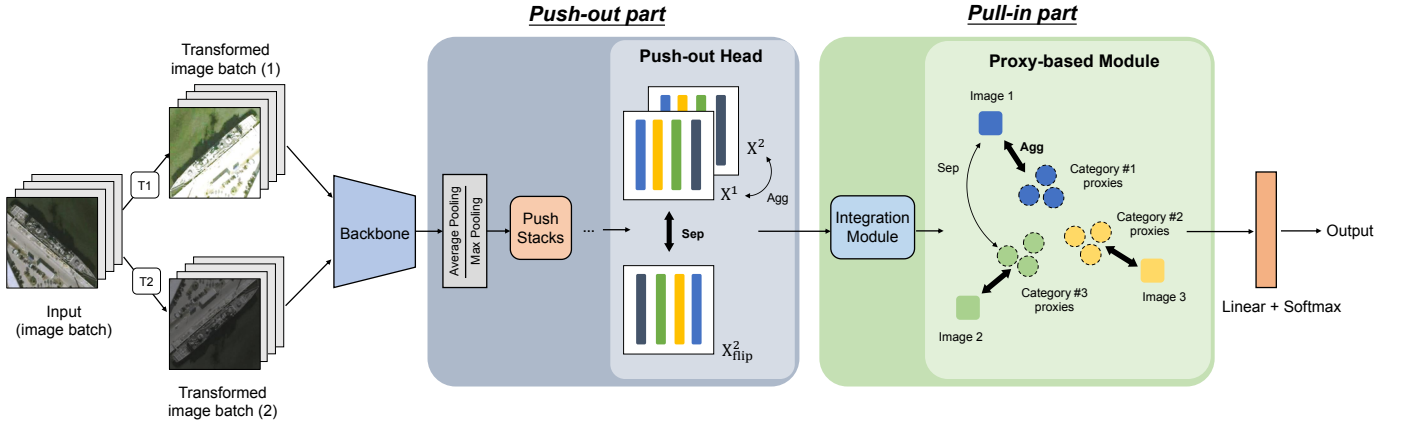 Push-out part
Pull-in part
Transformed
image batch (1)
T1
Input
(image batch)
T2
Transformed
image batch (2)
Backbone
Average Pooling
Max Pooling
Push
Stacks
...
Push-out Head
X²
X¹
Agg
Sep
X²flip
Integration
Module
Proxy-based Module
Image 1
Agg
Sep
Category #1
proxies
Category #2
proxies
Category #3
proxies
Image 3
Image 2
Linear + Softmax
Output